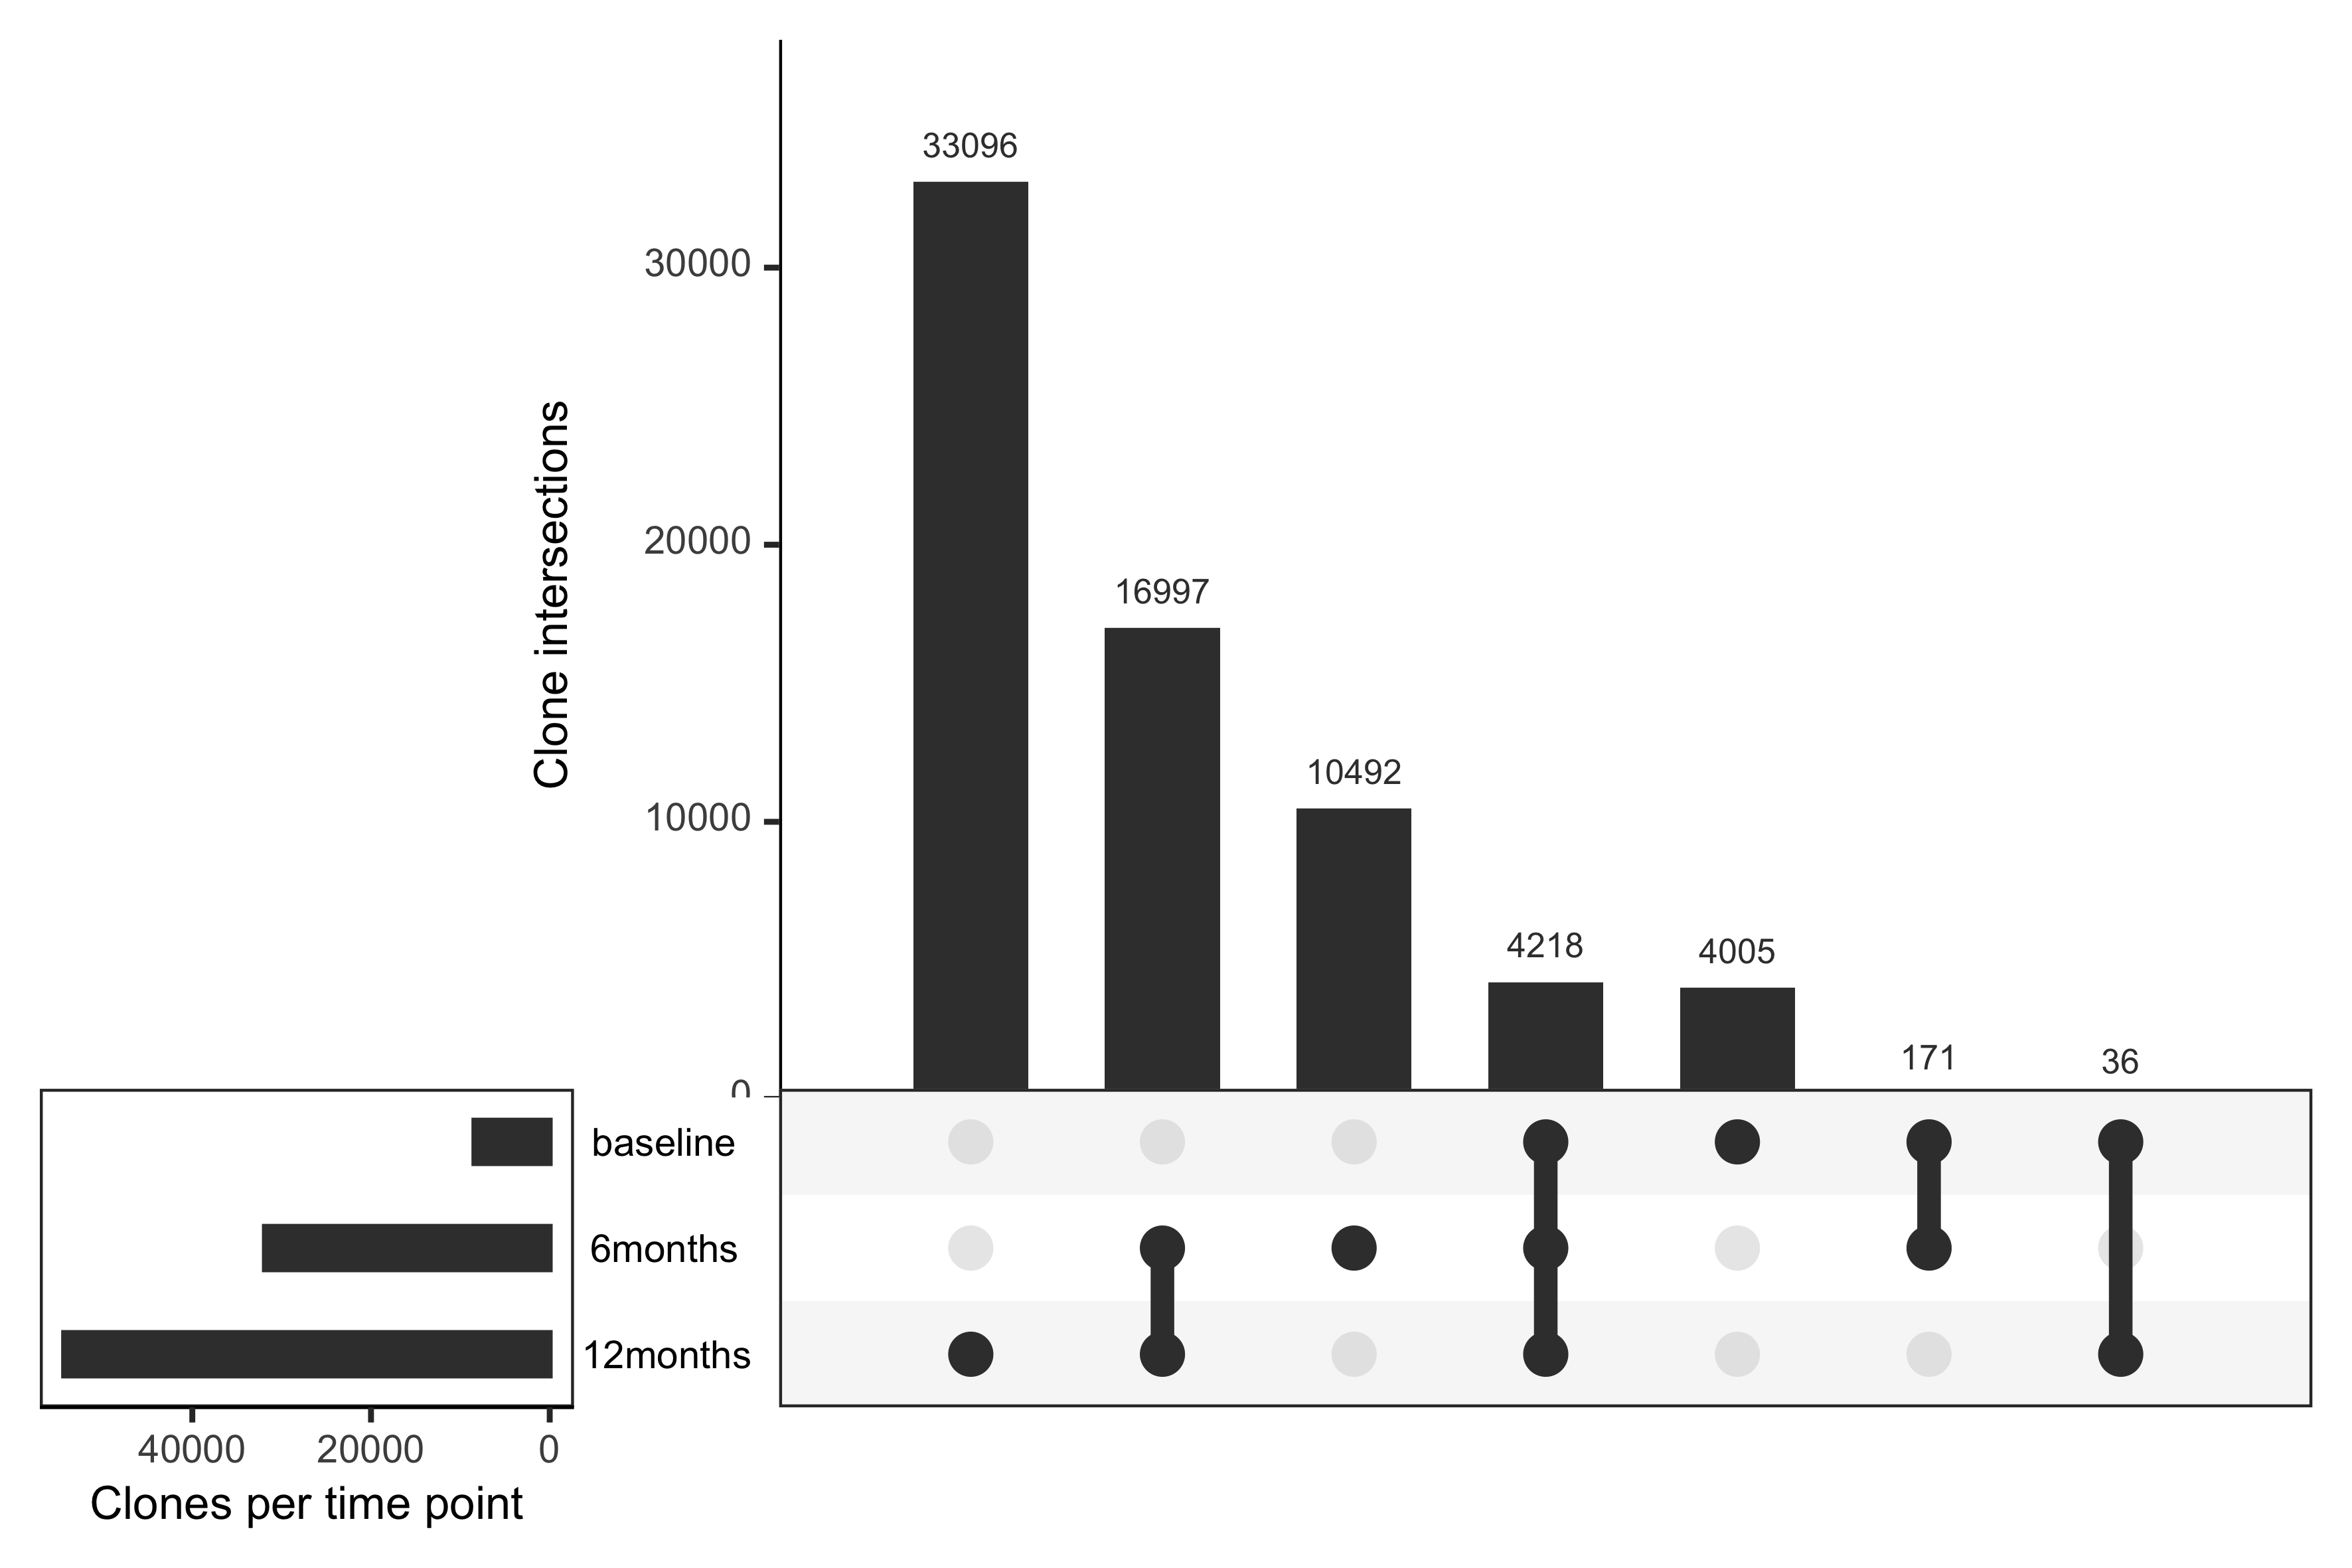 33096
30000
20000
16997
10492
10000
4218
4005
171
36
0
Clone intersections
baseline
6months
12months
40000 20000 0
Clones per time point